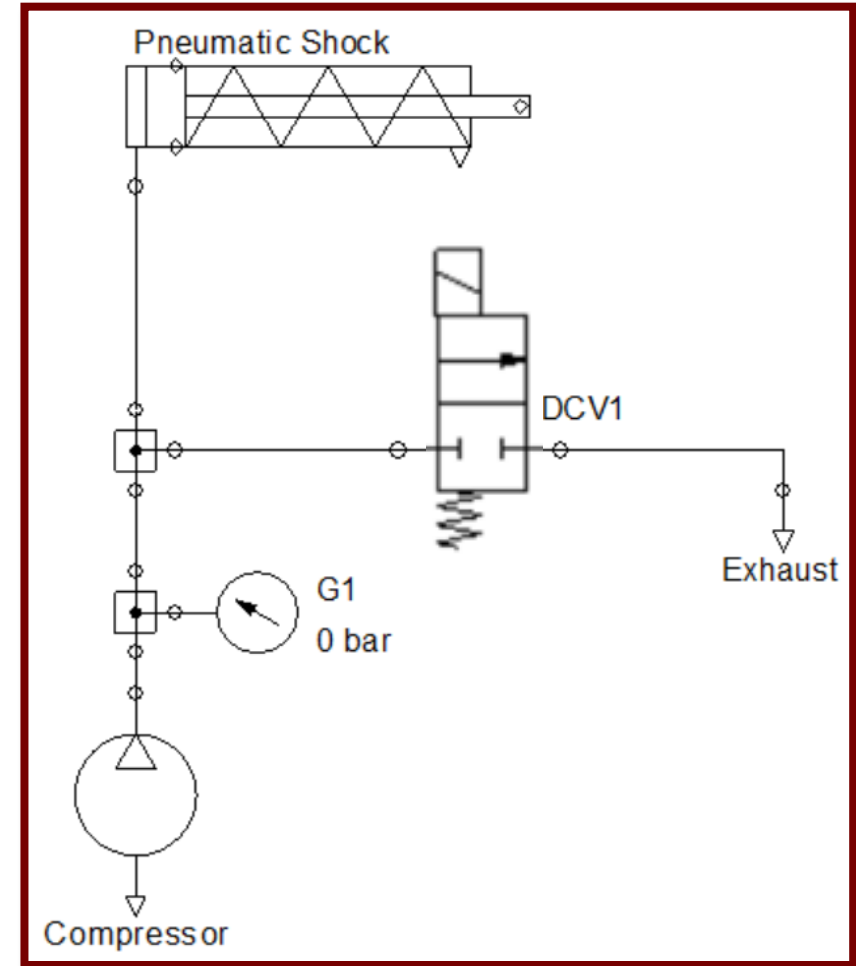 Pneumatic Shock
DCV1
Exhaust
G1
0 bar
Compressor